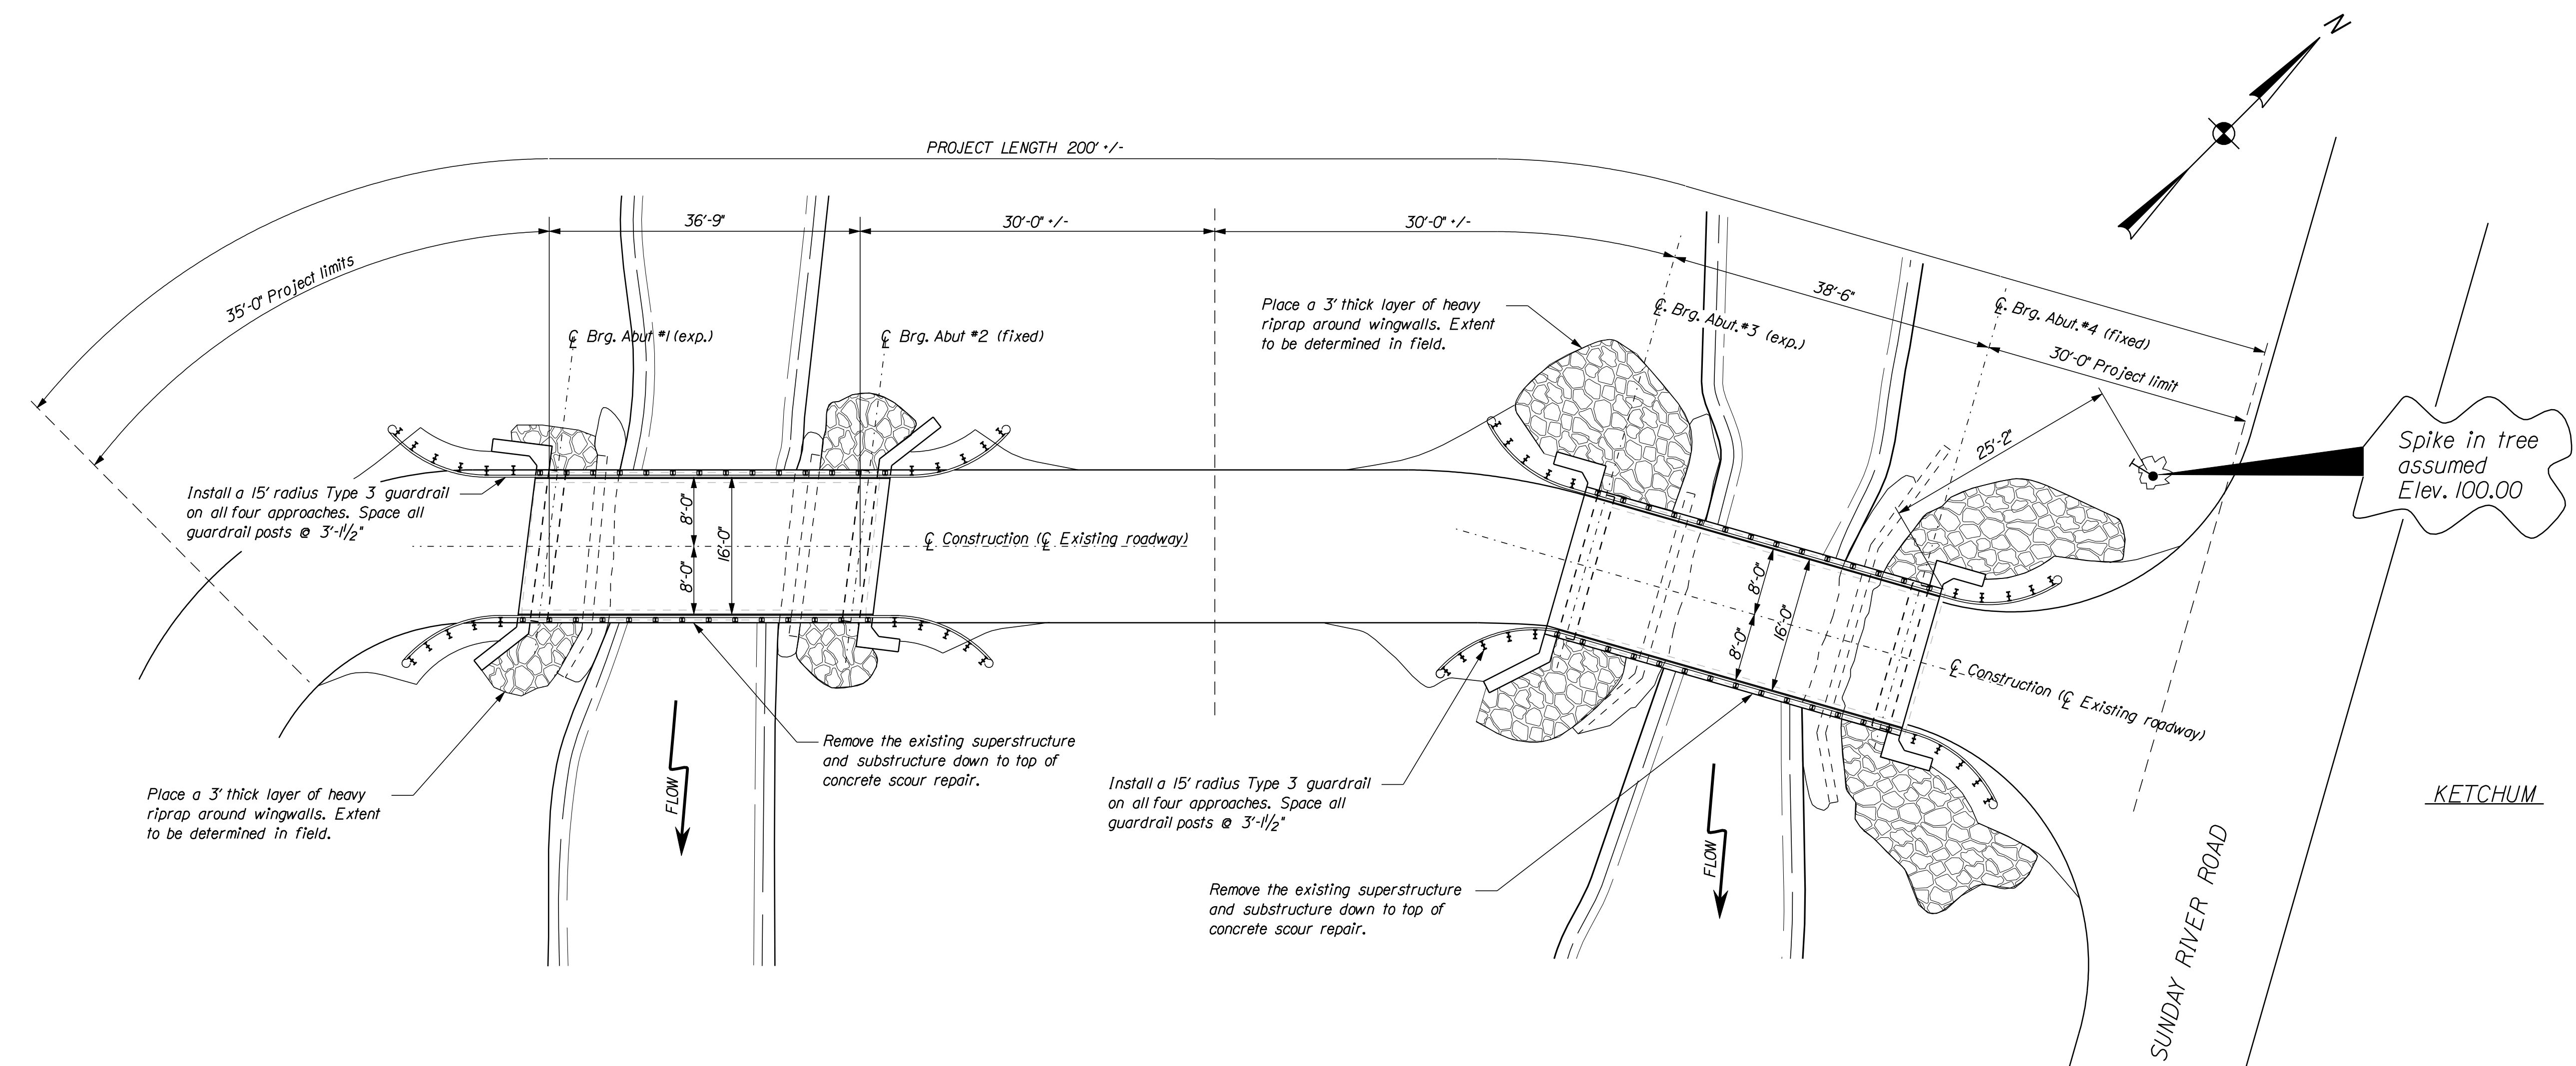 N
PROJECT LENGTH 200' +/-
36'-9"
30'-0" +/-
30'-0" +/-
35'-0" Project limits
38'-6"
30'-0" Project limit
℄ Brg. Abut #1 (exp.)
℄ Brg. Abut #2 (fixed)
℄ Brg. Abut. #3 (exp.)
℄ Brg. Abut. #4 (fixed)
Place a 3' thick layer of heavy
riprap around wingwalls. Extent
to be determined in field.
25'-2"
Spike in tree
assumed
Elev. 100.00
Install a 15' radius Type 3 guardrail
on all four approaches. Space all
guardrail posts @ 3'-1½"
8'-0"
8'-0"
16'-0"
℄ Construction (℄ Existing roadway)
8'-0"
8'-0"
16'-0"
℄ Construction (℄ Existing roadway)
Place a 3' thick layer of heavy
riprap around wingwalls. Extent
to be determined in field.
FLOW
Remove the existing superstructure
and substructure down to top of
concrete scour repair.
Install a 15' radius Type 3 guardrail
on all four approaches. Space all
guardrail posts @ 3'-1½"
FLOW
Remove the existing superstructure
and substructure down to top of
concrete scour repair.
KETCHUM
SUNDAY RIVER ROAD